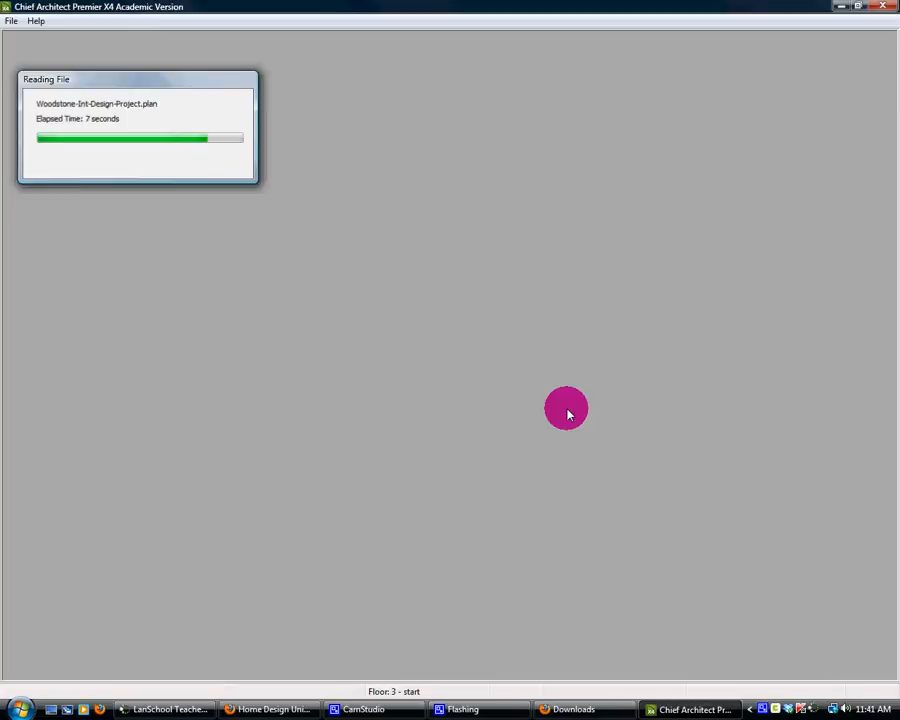 Chief Architect Premier X4 Academic Version
File Help
Reading File
Woodstone-Int-Design-Project.plan
Elapsed Time: 7 seconds
Floor: 3 - start
LanSchool Teache... Home Design Uni... CamStudio Flashing Downloads Chief Architect Pr... 11:41 AM